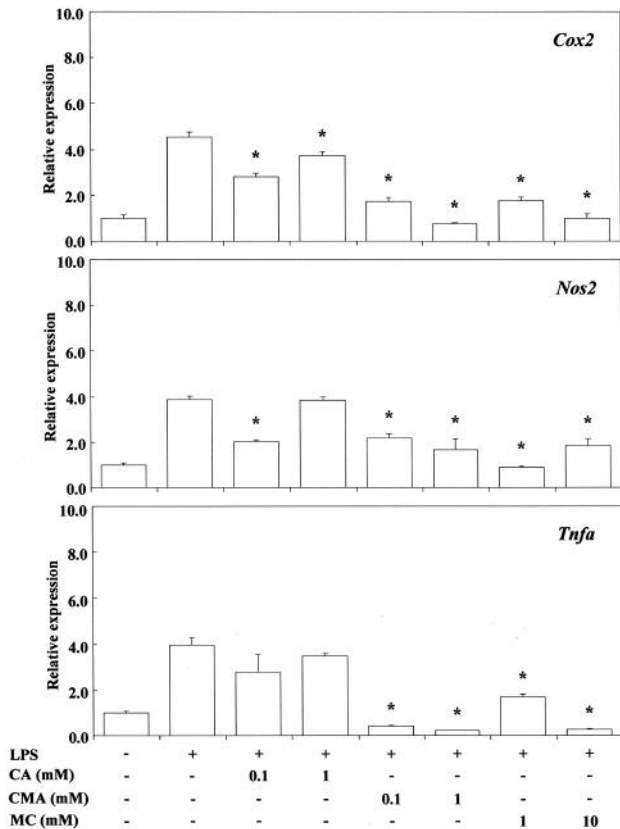 10.0
Cox2
8.0
6.0
4.0
2.0
0.0
Relative expression
* * * * * *
10.0
Nos2
8.0
6.0
4.0
2.0
0.0
Relative expression
* * * * *
10.0
Tnfa
8.0
6.0
4.0
2.0
0.0
Relative expression
* * * *
LPS - + + + + + + +
CA (mM) - - 0.1 1 - - - -
CMA (mM) - - - - 0.1 1 - -
MC (mM) - - - - - - 1 10